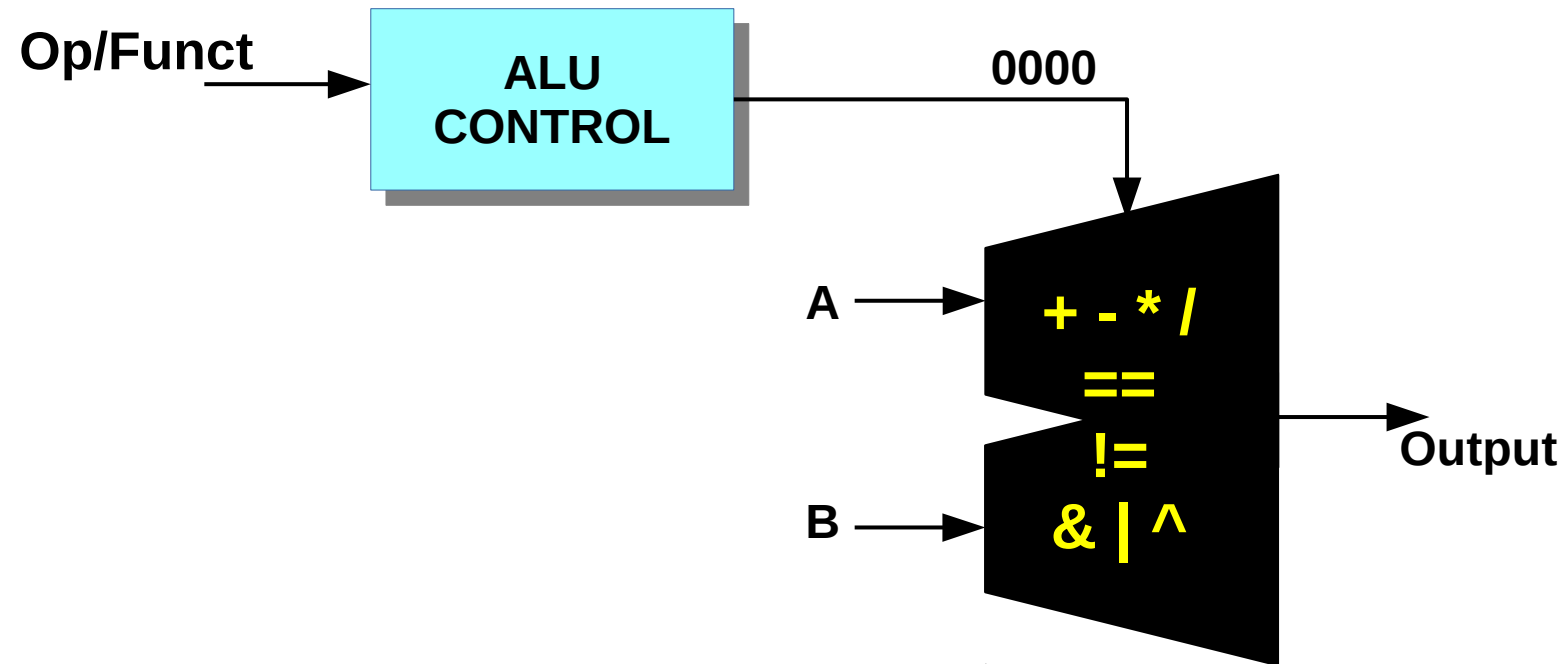 Op/Funct
ALU
CONTROL
0000
A
+ - * /
==
!=
& | ^
B
Output